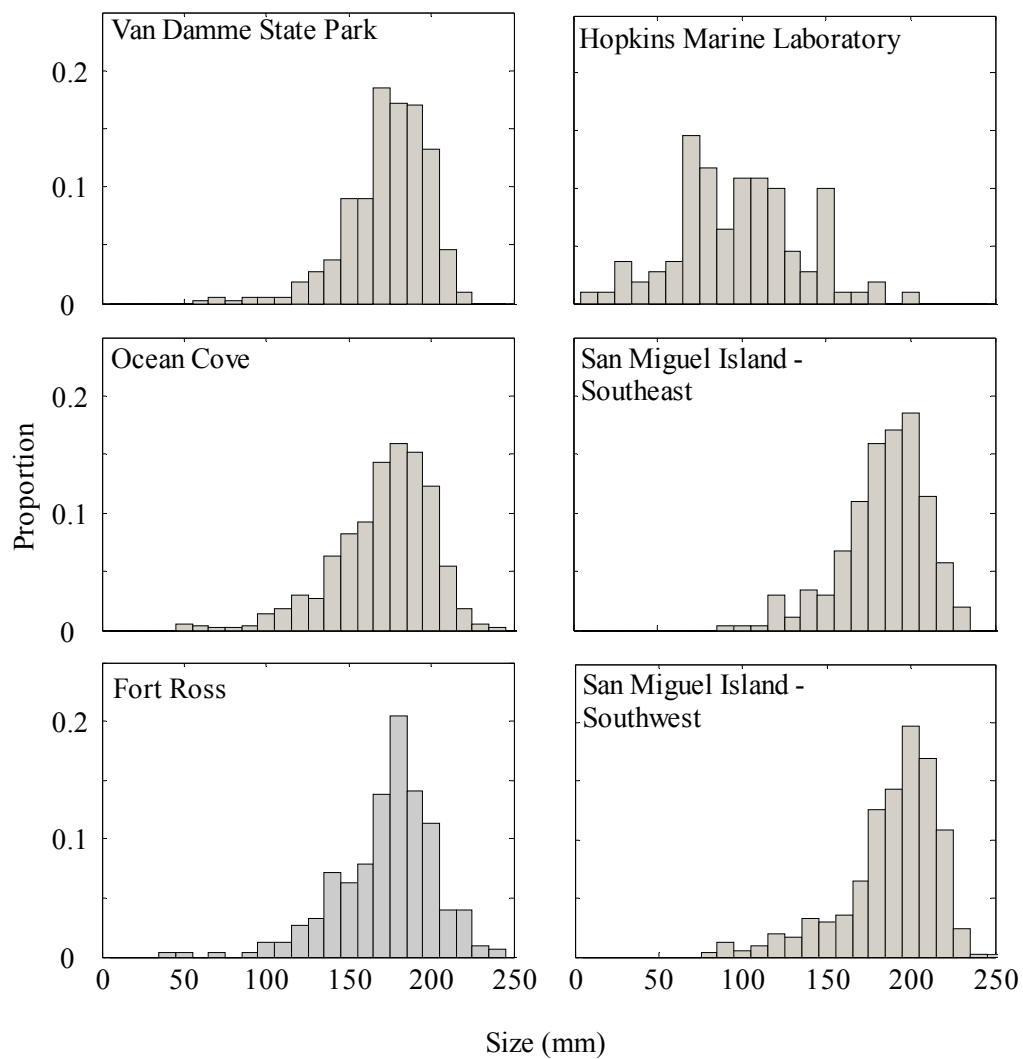 Van Damme State Park
0.2
0.1
0
Hopkins Marine Laboratory
Ocean Cove
0.2
0.1
0
San Miguel Island -
Southeast
Proportion
Fort Ross
0.2
0.1
0
0 50 100 150 200 250
San Miguel Island -
Southwest
0 50 100 150 200 250
Size (mm)